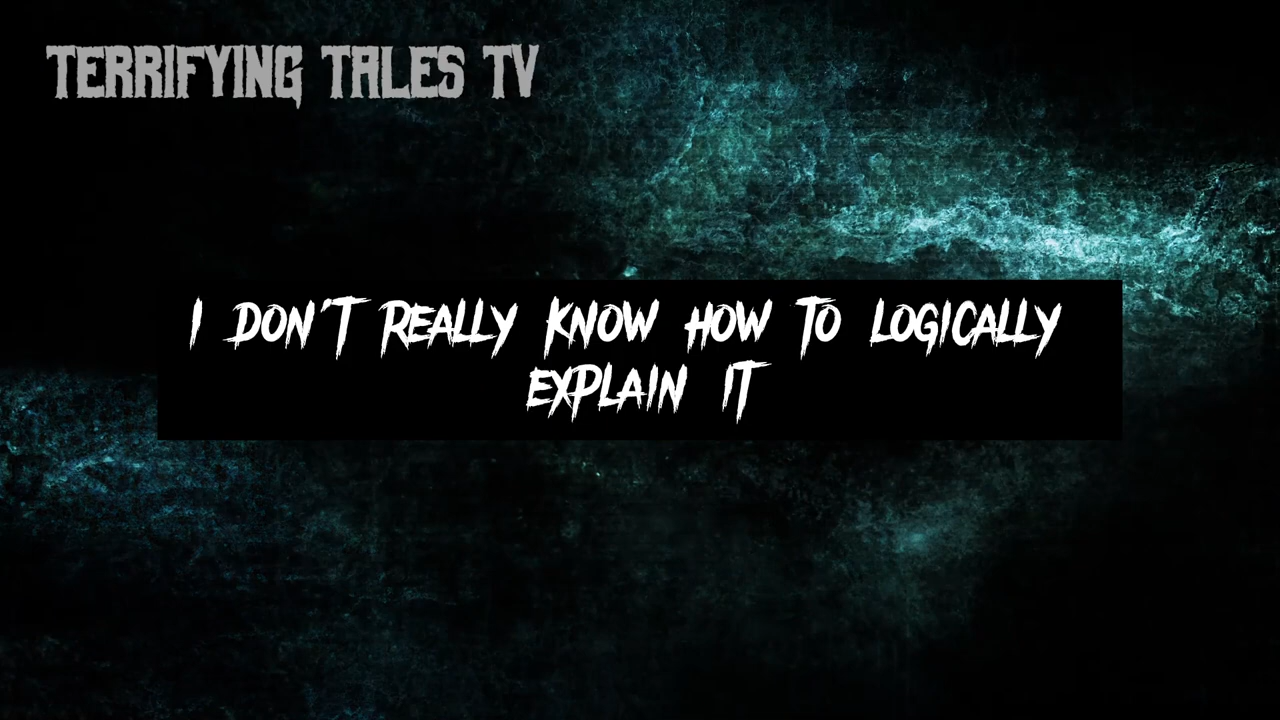 TERRIFYING TALES TV
I DON'T REALLY KNOW HOW TO LOGICALLY
EXPLAIN IT